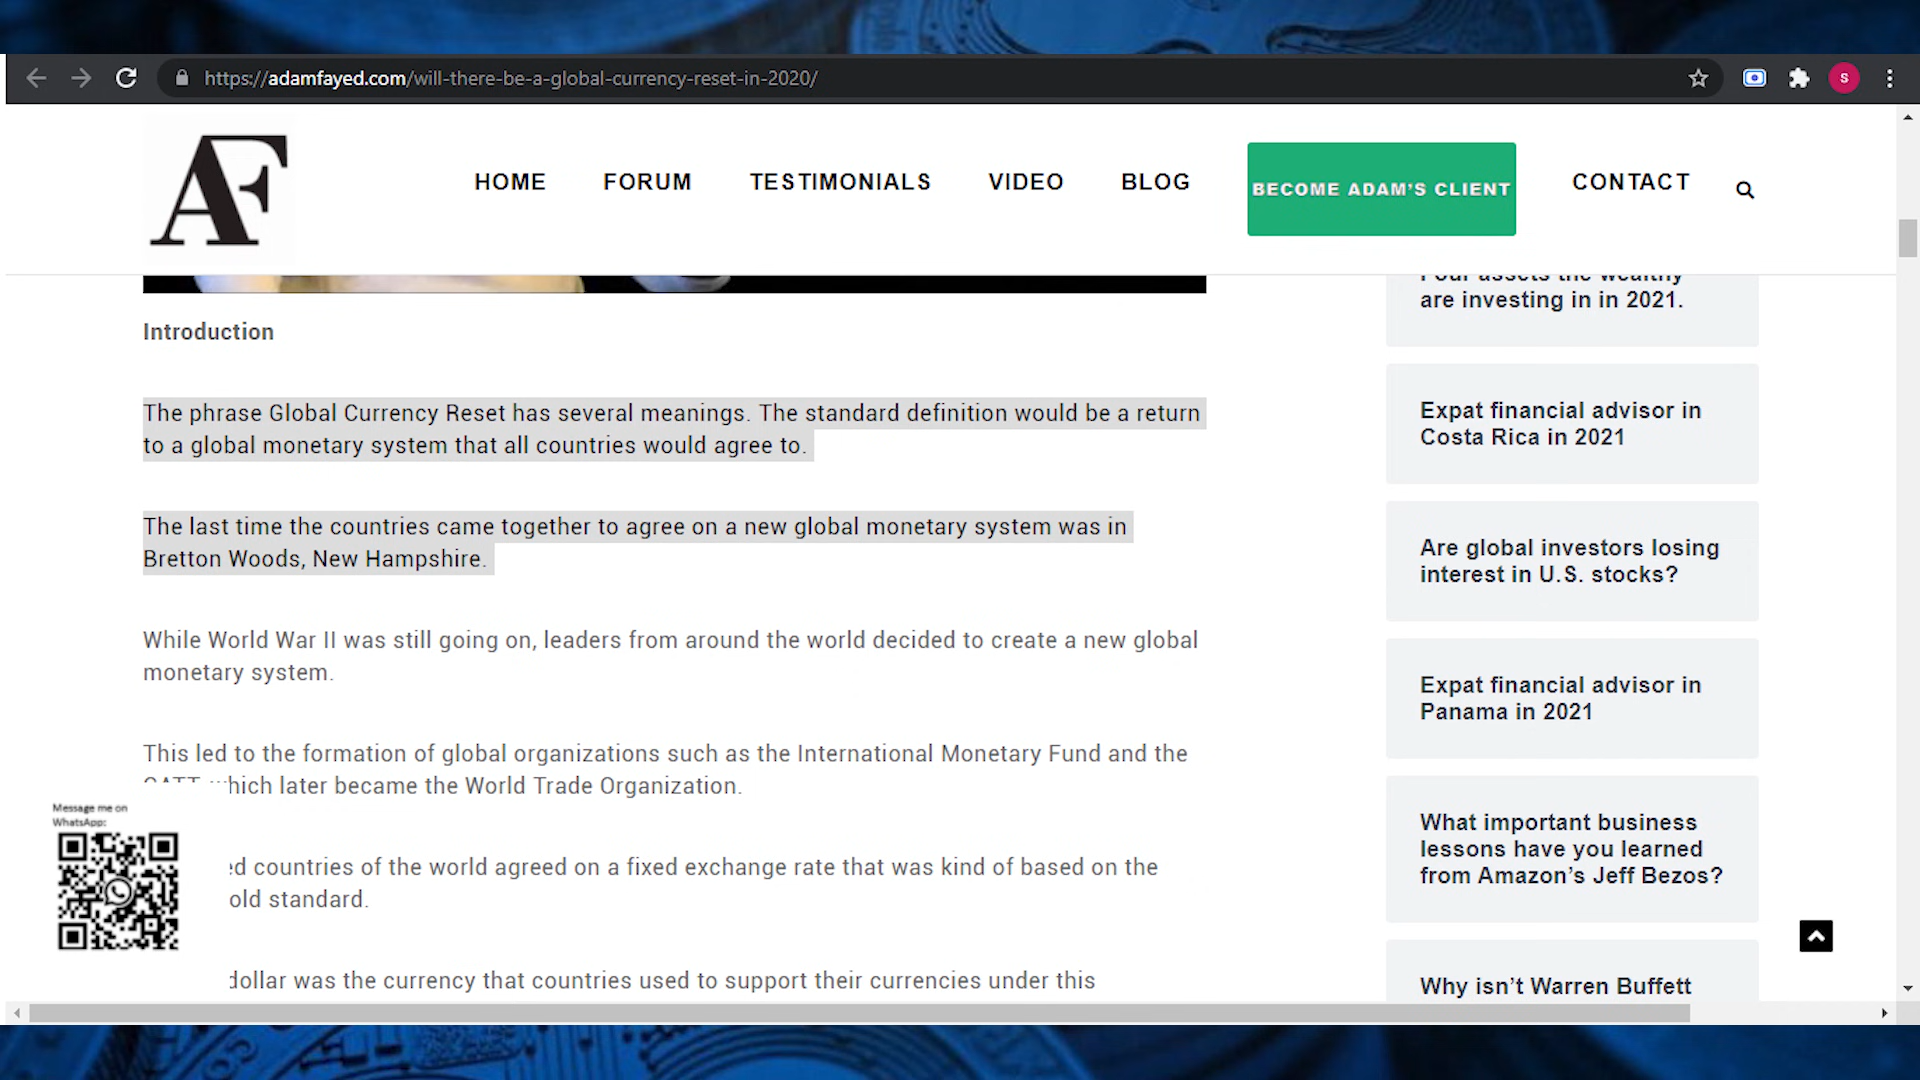 https://adamfayed.com/will-there-be-a-global-currency-reset-in-2020/
S
AF
HOME
FORUM
TESTIMONIALS
VIDEO
BLOG
BECOME ADAM'S CLIENT
CONTACT
Introduction
The phrase Global Currency Reset has several meanings. The standard definition would be a return
to a global monetary system that all countries would agree to.
The last time the countries came together to agree on a new global monetary system was in
Bretton Woods, New Hampshire.
While World War II was still going on, leaders from around the world decided to create a new global
monetary system.
This led to the formation of global organizations such as the International Monetary Fund and the
which later became the World Trade Organization.
ed countries of the world agreed on a fixed exchange rate that was kind of based on the
old standard.
dollar was the currency that countries used to support their currencies under this
Message me on
WhatsApp:
Four assets the wealthy
are investing in in 2021.
Expat financial advisor in
Costa Rica in 2021
Are global investors losing
interest in U.S. stocks?
Expat financial advisor in
Panama in 2021
What important business
lessons have you learned
from Amazon’s Jeff Bezos?
Why isn’t Warren Buffett